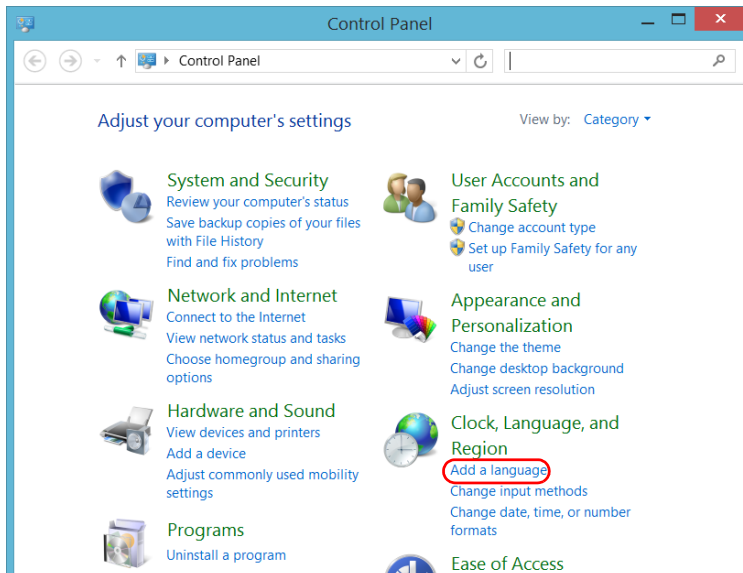 Control Panel
Control Panel
Adjust your computer's settings
View by: Category
System and Security
Review your computer's status
Save backup copies of your files
with File History
Find and fix problems
Network and Internet
Connect to the Internet
View network status and tasks
Choose homegroup and sharing
options
Hardware and Sound
View devices and printers
Add a device
Adjust commonly used mobility
settings
Programs
Uninstall a program
User Accounts and
Family Safety
Change account type
Set up Family Safety for any
user
Appearance and
Personalization
Change the theme
Change desktop background
Adjust screen resolution
Clock, Language, and
Region
Add a language
Change input methods
Change date, time, or number
formats
Ease of Access